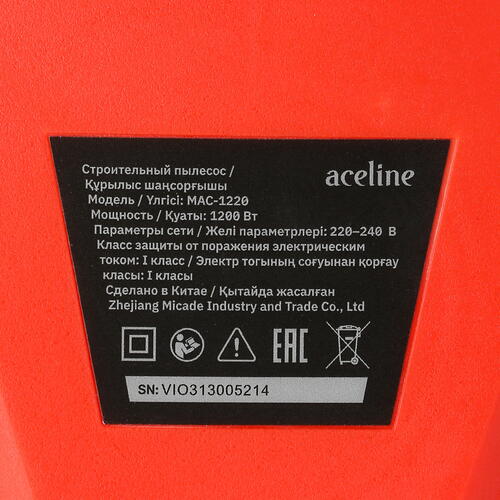 aceline
Строительный пылесос /
Құрылыс шаңсорғышы
Модель / Үлгісі: MAC-1220
Мощность / Қуаты: 1200 Вт
Параметры сети / Желі параметрлері: 220–240 В
Класс защиты от поражения электрическим
током: I класс / Электр тогының соғуынан қорғау
класы: I класы
Сделано в Китае / Қытайда жасалған
Zhejiang Micade Industry and Trade Co., Ltd
EAC
SN: VIO313005214